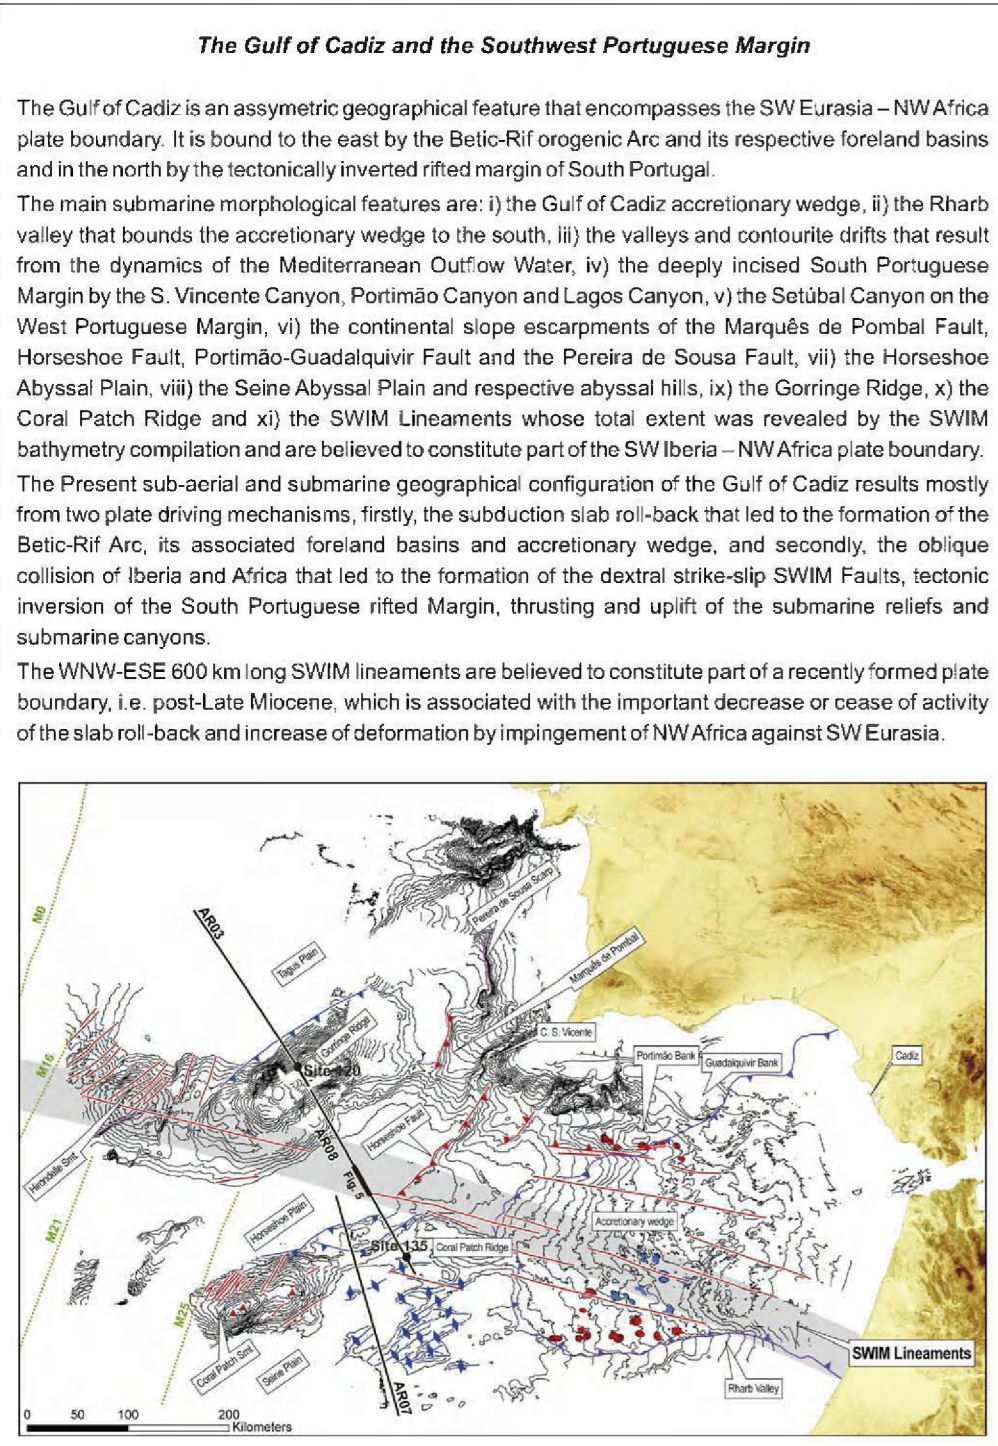 The Gulf of Cadiz and the Southwest Portuguese Margin
The Gulf of Cadiz is an assymetric geographical feature that encompasses the SW Eurasia – NW Africa
plate boundary. It is bound to the east by the Betic-Rif orogenic Arc and its respective foreland basins
and in the north by the tectonically inverted rifted margin of South Portugal.
The main submarine morphological features are: i) the Gulf of Cadiz accretionary wedge, ii) the Rharb
valley that bounds the accretionary wedge to the south, iii) the valleys and contourite drifts that result
from the dynamics of the Mediterranean Outflow Water, iv) the deeply incised South Portuguese
Margin by the S. Vincente Canyon, Portimão Canyon and Lagos Canyon, v) the Setúbal Canyon on the
West Portuguese Margin, vi) the continental slope escarpments of the Marquês de Pombal Fault,
Horseshoe Fault, Portimão-Guadalquivir Fault and the Pereira de Sousa Fault, vii) the Horseshoe
Abyssal Plain, viii) the Seine Abyssal Plain and respective abyssal hills, ix) the Gorringe Ridge, x) the
Coral Patch Ridge and xi) the SWIM Lineaments whose total extent was revealed by the SWIM
bathymetry compilation and are believed to constitute part of the SW Iberia – NW Africa plate boundary.
The Present sub-aerial and submarine geographical configuration of the Gulf of Cadiz results mostly
from two plate driving mechanisms, firstly, the subduction slab roll-back that led to the formation of the
Betic-Rif Arc, its associated foreland basins and accretionary wedge, and secondly, the oblique
collision of Iberia and Africa that led to the formation of the dextral strike-slip SWIM Faults, tectonic
inversion of the South Portuguese rifted Margin, thrusting and uplift of the submarine reliefs and
submarine canyons.
The WNW-ESE 600 km long SWIM lineaments are believed to constitute part of a recently formed plate
boundary, i.e. post-Late Miocene, which is associated with the important decrease or cease of activity
of the slab roll-back and increase of deformation by impingement of NW Africa against SW Eurasia.
Pereira de Sousa Scarp
M0
AR03
Tagus Plain
Marquês de Pombal
C. S. Vicente
Gorringe Ridge
Portimão Bank
Guadalquivir Bank
Cadiz
M16
Site 120
Horseshoe Fault
AR08
Hirondelle Smt
Fig. 5
M21
Horseshoe Plain
Accretionary wedge
Site 135
Coral Patch Ridge
M25
Coral Patch Smt
Seine Plain
SWIM Lineaments
AR07
Rharb Valley
0 50 100 200
Kilometers